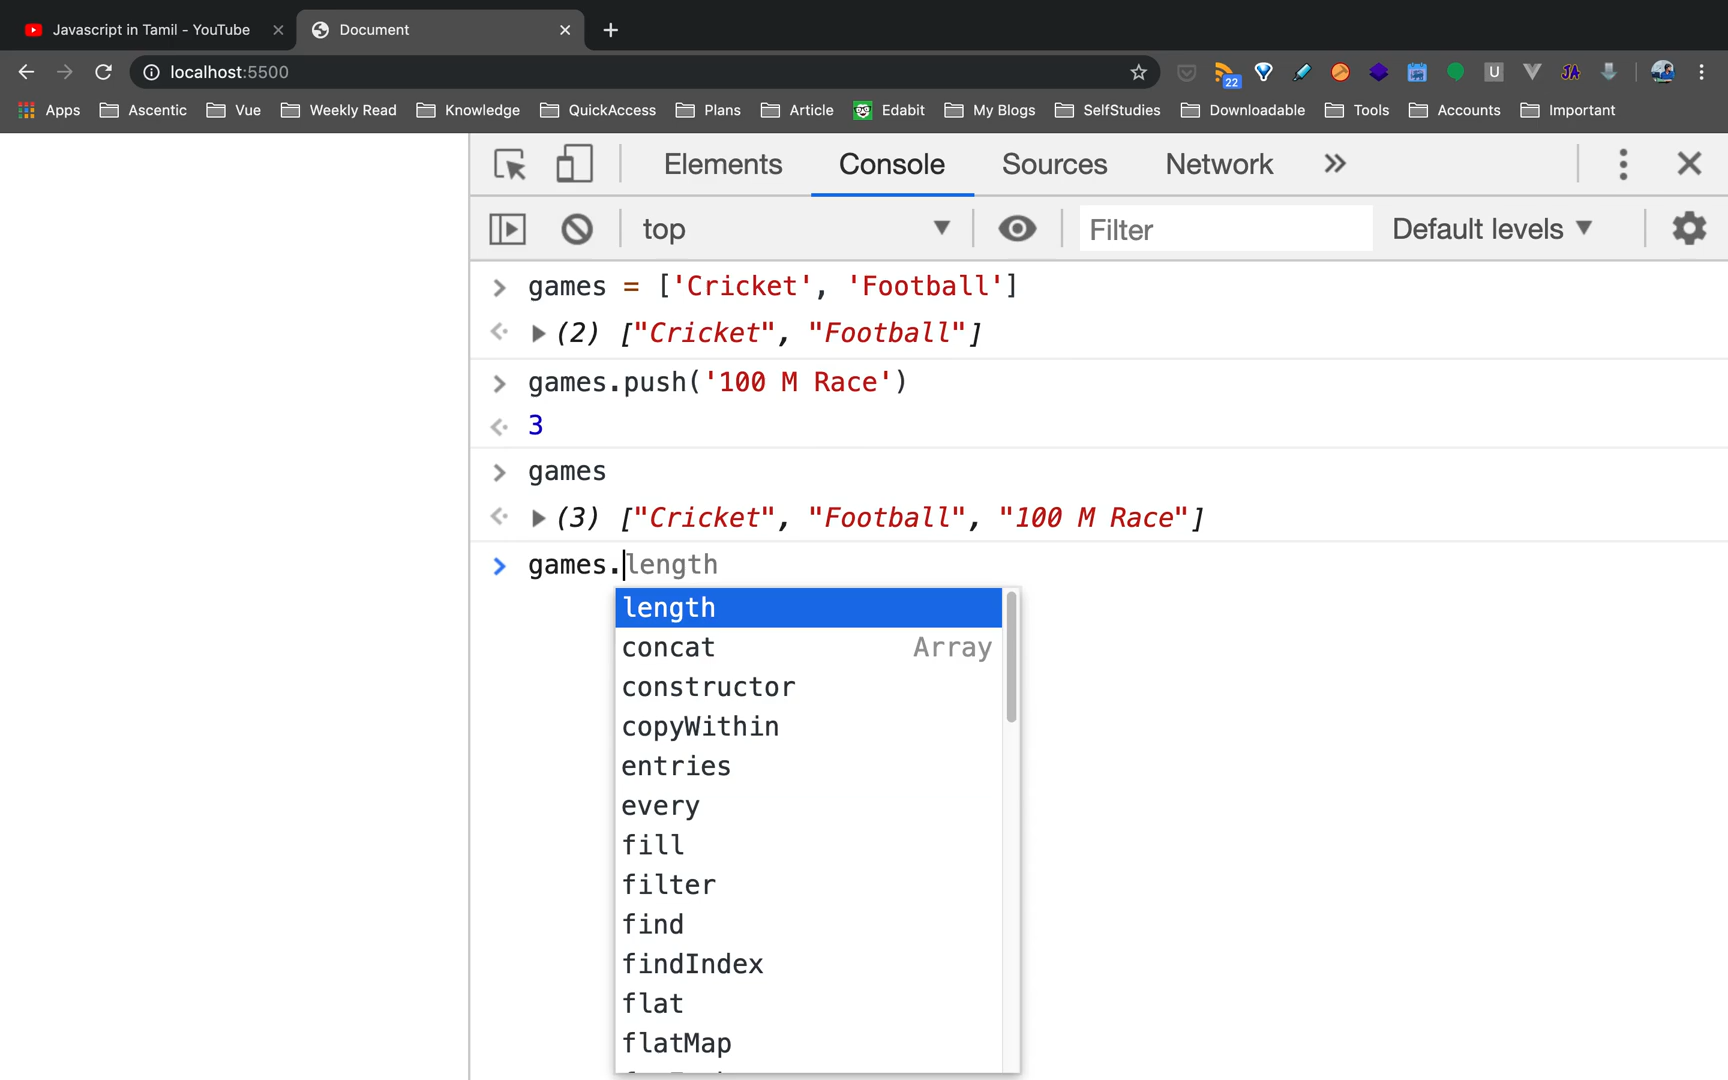 Javascript in Tamil - YouTube
Document
localhost:5500
22
U
JA
Apps Ascentic Vue Weekly Read Knowledge QuickAccess Plans Article Edabit My Blogs SelfStudies Downloadable Tools Accounts Important
Elements Console Sources Network
top Filter Default levels
games = ['Cricket', 'Football']
(2) ["Cricket", "Football"]
games.push('100 M Race')
3
games
(3) ["Cricket", "Football", "100 M Race"]
games.length
length
concat Array
constructor
copyWithin
entries
every
fill
filter
find
findIndex
flat
flatMap